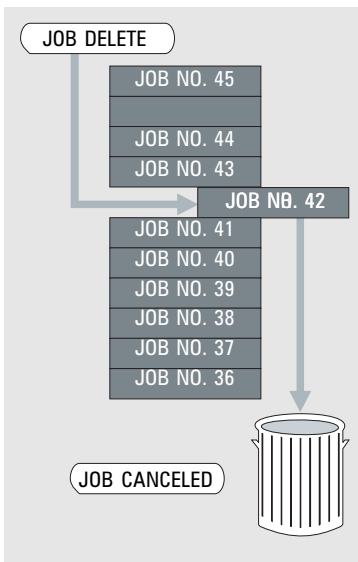 JOB DELETE
JOB NO. 45
JOB NO. 44
JOB NO. 43
JOB NO. 42
JOB NO. 41
JOB NO. 40
JOB NO. 39
JOB NO. 38
JOB NO. 37
JOB NO. 36
JOB CANCELED